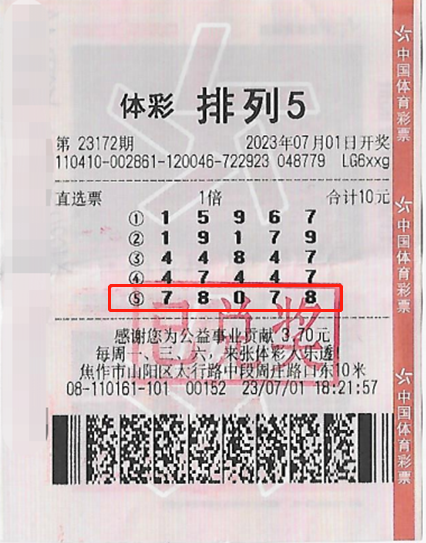 体彩 排列5
第 23172期 2023年07月01日开奖
110410-002861-120046-722923 048779 LG6xxg
直选票 1倍 合计10元
① 1 5 9 6 7
② 1 9 1 7 9
③ 4 4 8 4 7
④ 4 7 4 4 7
⑤ 7 8 0 7 8
已兑奖
感谢您为公益事业贡献 3.70元
每周一、三、六，来张体彩大乐透!
焦作市山阳区太行路中段周庄路口东10米
08-110161-101 00152 23/07/01 18:21:57
中国体育彩票
中国体育彩票
中国体育彩票